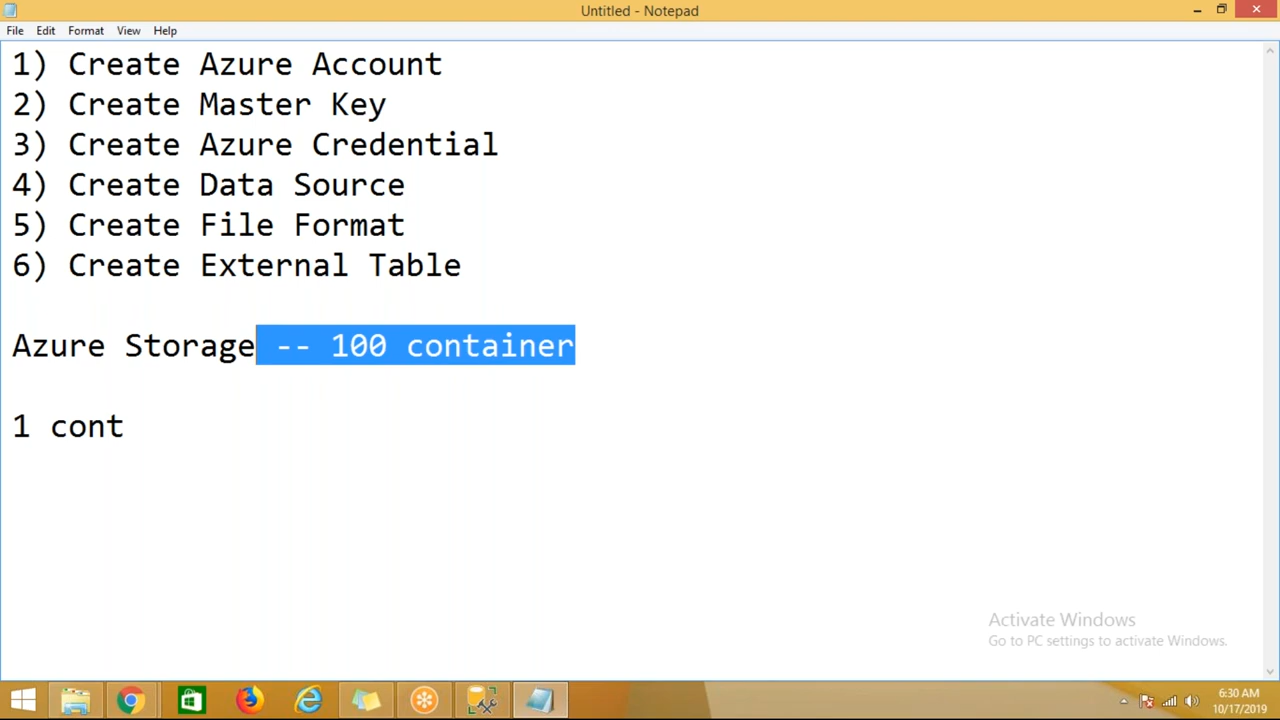 Untitled - Notepad
File Edit Format View Help
1) Create Azure Account
2) Create Master Key
3) Create Azure Credential
4) Create Data Source
5) Create File Format
6) Create External Table
Azure Storage -- 100 container
1 cont
Activate Windows
Go to PC settings to activate Windows.
6:30 AM
10/17/2019